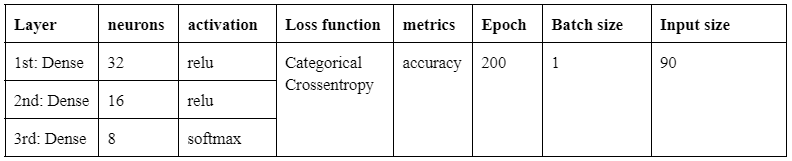 Layer neurons activation Loss function metrics Epoch Batch size Input size
1st: Dense 32 relu Categorical Crossentropy accuracy 200 1 90
2nd: Dense 16 relu
3rd: Dense 8 softmax